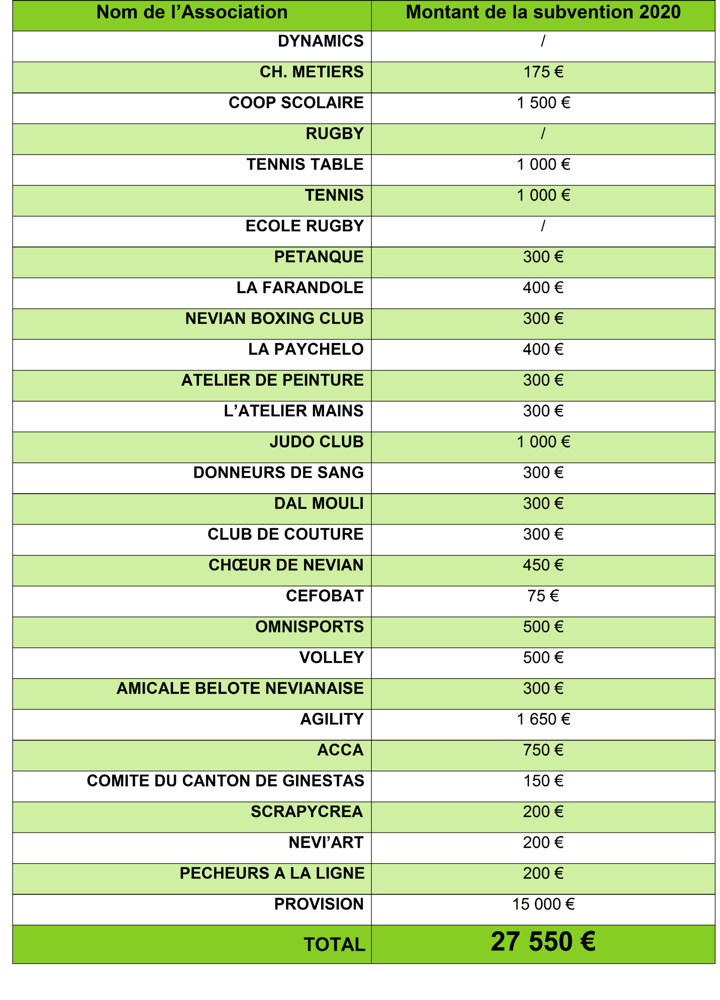 Nom de l’Association Montant de la subvention 2020
DYNAMICS /
CH. METIERS 175 €
COOP SCOLAIRE 1 500 €
RUGBY /
TENNIS TABLE 1 000 €
TENNIS 1 000 €
ECOLE RUGBY /
PETANQUE 300 €
LA FARANDOLE 400 €
NEVIAN BOXING CLUB 300 €
LA PAYCHELO 400 €
ATELIER DE PEINTURE 300 €
L’ATELIER MAINS 300 €
JUDO CLUB 1 000 €
DONNEURS DE SANG 300 €
DAL MOULI 300 €
CLUB DE COUTURE 300 €
CHŒUR DE NEVIAN 450 €
CEFOBAT 75 €
OMNISPORTS 500 €
VOLLEY 500 €
AMICALE BELOTE NEVIANAISE 300 €
AGILITY 1 650 €
ACCA 750 €
COMITE DU CANTON DE GINESTAS 150 €
SCRAPYCREA 200 €
NEVI’ART 200 €
PECHEURS A LA LIGNE 200 €
PROVISION 15 000 €
TOTAL 27 550 €